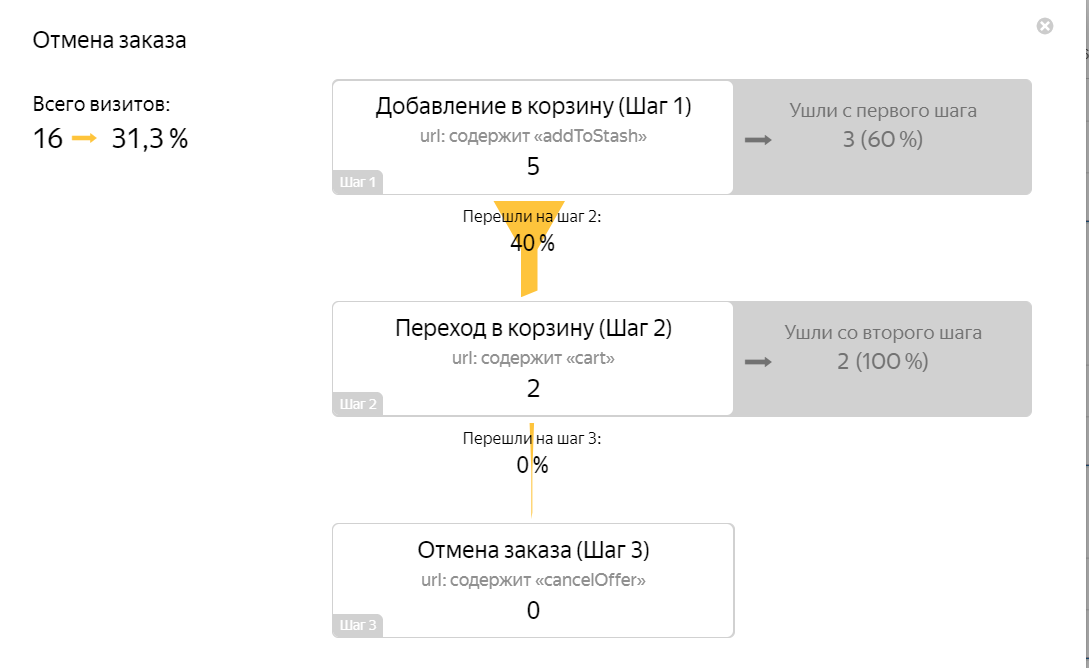 Отмена заказа
Всего визитов:
16 → 31,3 %
Добавление в корзину (Шаг 1)
url: содержит «addToStash»
5
Шаг 1
Ушли с первого шага
3 (60 %)
Перешли на шаг 2:
40 %
Переход в корзину (Шаг 2)
url: содержит «cart»
2
Шаг 2
Ушли со второго шага
2 (100 %)
Перешли на шаг 3:
0 %
Отмена заказа (Шаг 3)
url: содержит «cancelOffer»
0
Шаг 3